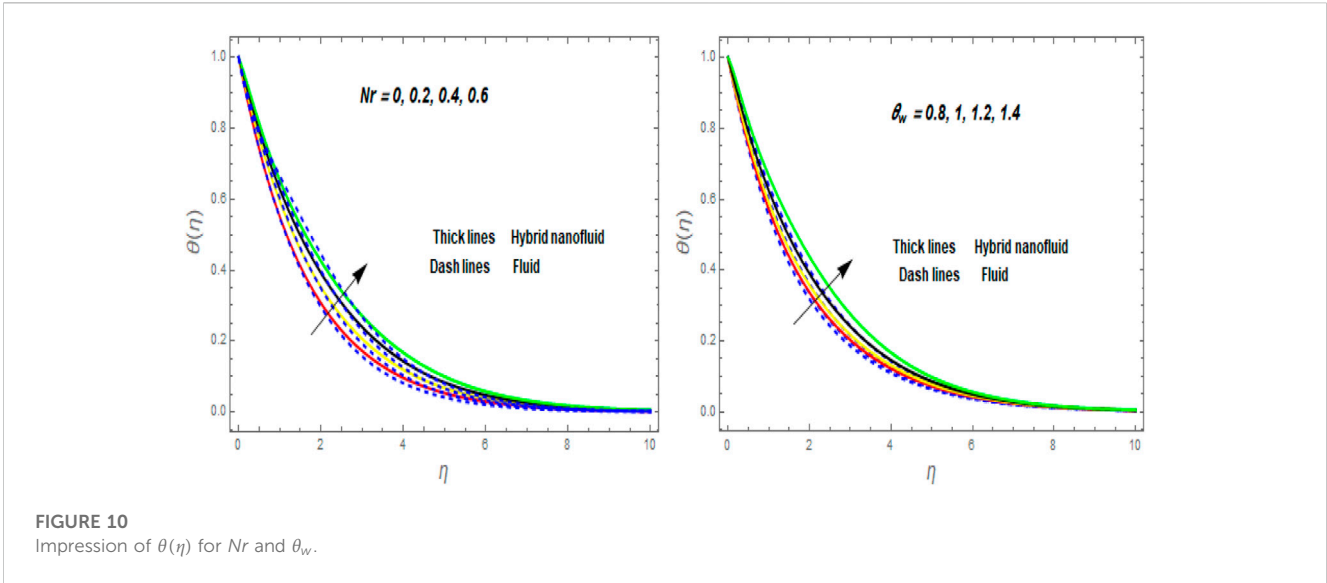 1.0
0.8
0.6
0.4
0.2
0.0
θ(η)
Nr = 0, 0.2, 0.4, 0.6
Thick lines Hybrid nanofluid
Dash lines Fluid
0 2 4 6 8 10
η
1.0
0.8
0.6
0.4
0.2
0.0
θ(η)
θw = 0.8, 1, 1.2, 1.4
Thick lines Hybrid nanofluid
Dash lines Fluid
0 2 4 6 8 10
η
FIGURE 10
Impression of θ(η) for Nr and θw.